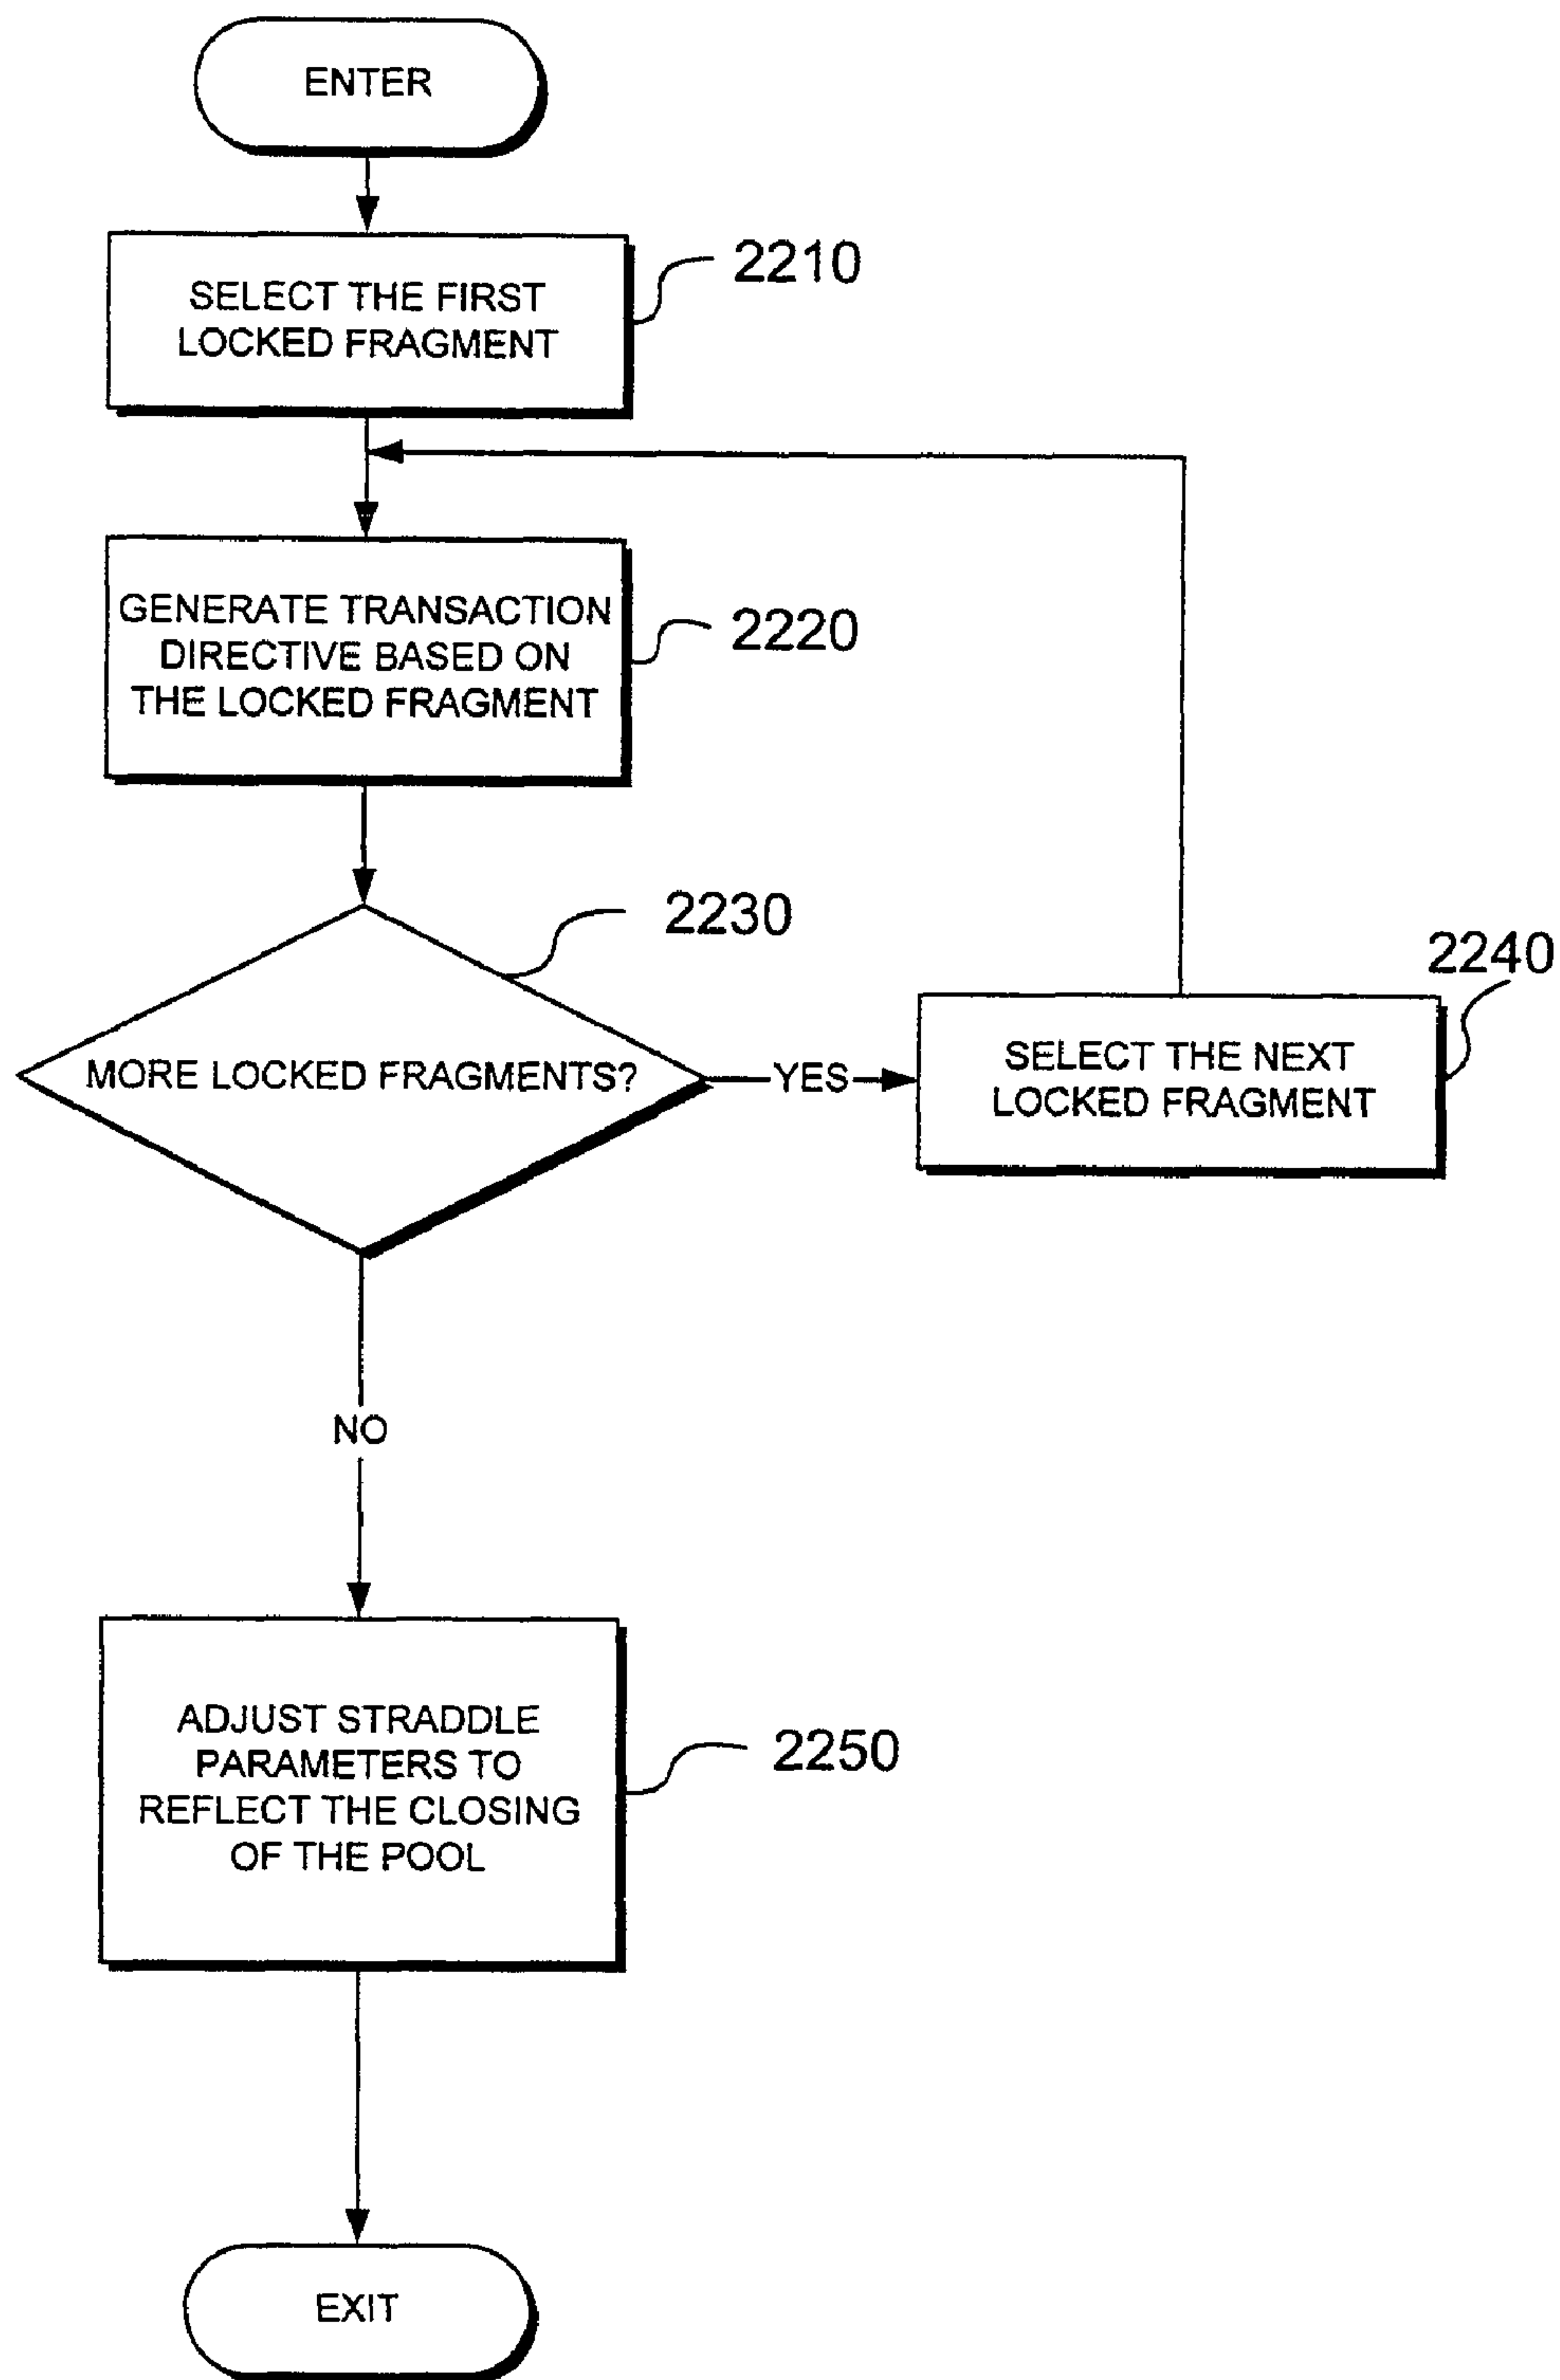 ENTER
2210
SELECT THE FIRST
LOCKED FRAGMENT
GENERATE TRANSACTION
DIRECTIVE BASED ON
THE LOCKED FRAGMENT
2220
2230
MORE LOCKED FRAGMENTS?
YES
2240
SELECT THE NEXT
LOCKED FRAGMENT
NO
ADJUST STRADDLE
PARAMETERS TO
REFLECT THE CLOSING
OF THE POOL
2250
EXIT